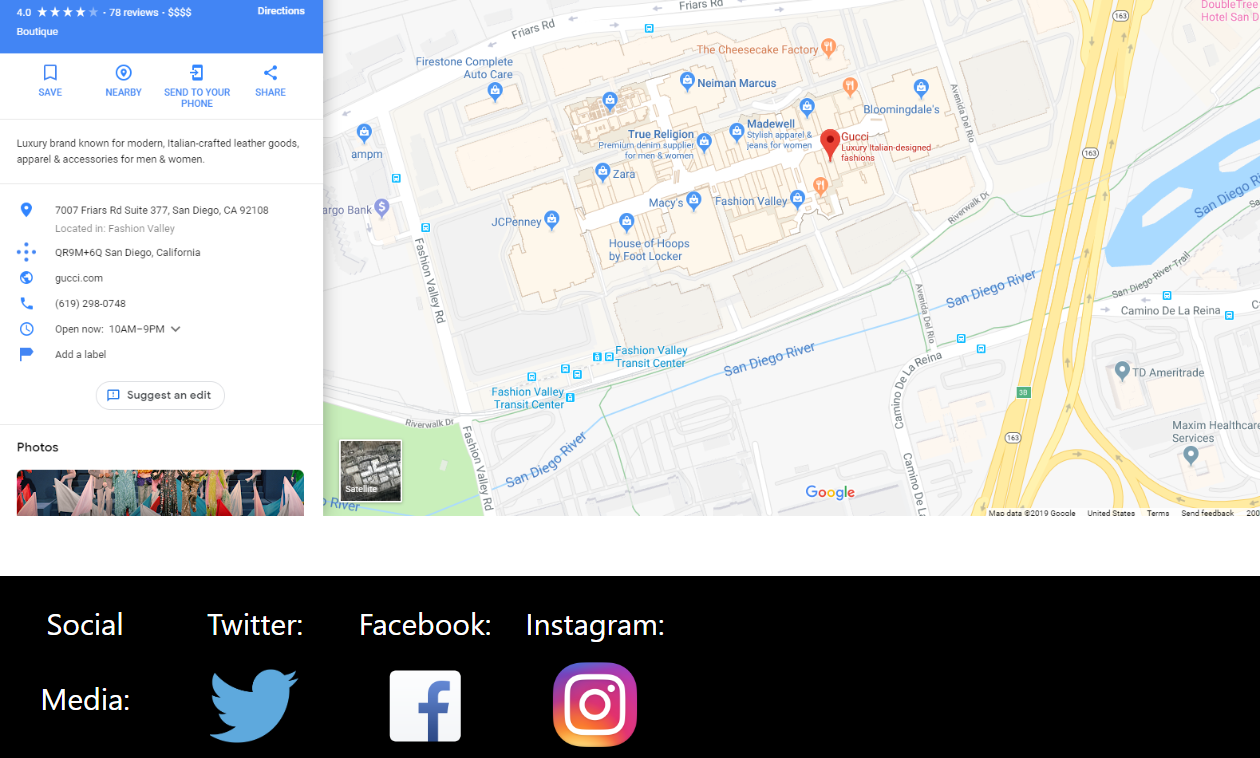 4.0 ★★★★★ · 78 reviews · $$$$
Directions
Boutique
SAVE
NEARBY
SEND TO YOUR
PHONE
SHARE
Luxury brand known for modern, Italian-crafted leather goods,
apparel & accessories for men & women.
7007 Friars Rd Suite 377, San Diego, CA 92108
Located in: Fashion Valley
QR9M+6Q San Diego, California
gucci.com
(619) 298-0748
Open now: 10AM–9PM
Add a label
Suggest an edit
Photos
Friars Rd
Friars Rd
163
DoubleTree
Hotel San D
The Cheesecake Factory
Firestone Complete
Auto Care
Neiman Marcus
Bloomingdale's
Avenida Del Rio
ampm
True Religion
Premium denim supplier
for men & women
Madewell
Stylish apparel &
jeans for women
Gucci
Luxury Italian-designed
fashions
163
Zara
argo Bank
JCPenney
Macy's
Fashion Valley
House of Hoops
by Foot Locker
Riverwalk Dr
San Diego Ri
Fashion Valley Rd
San Diego River
San-Diego-River-Trail
Avenida Del Rio
Camino De La Reina
C
Fashion Valley
Transit Center
San Diego River
Camino De La Reina
Fashion Valley
Transit Center
TD Ameritrade
38
Riverwalk Dr
Fashion Valley Rd
San Diego River
Camino De La
163
Maxim Healthcare
Services
Satellite
River
Google
Map data ©2019 Google
United States
Terms
Send feedback
200
Social
Media:
Twitter:
Facebook:
Instagram:
f